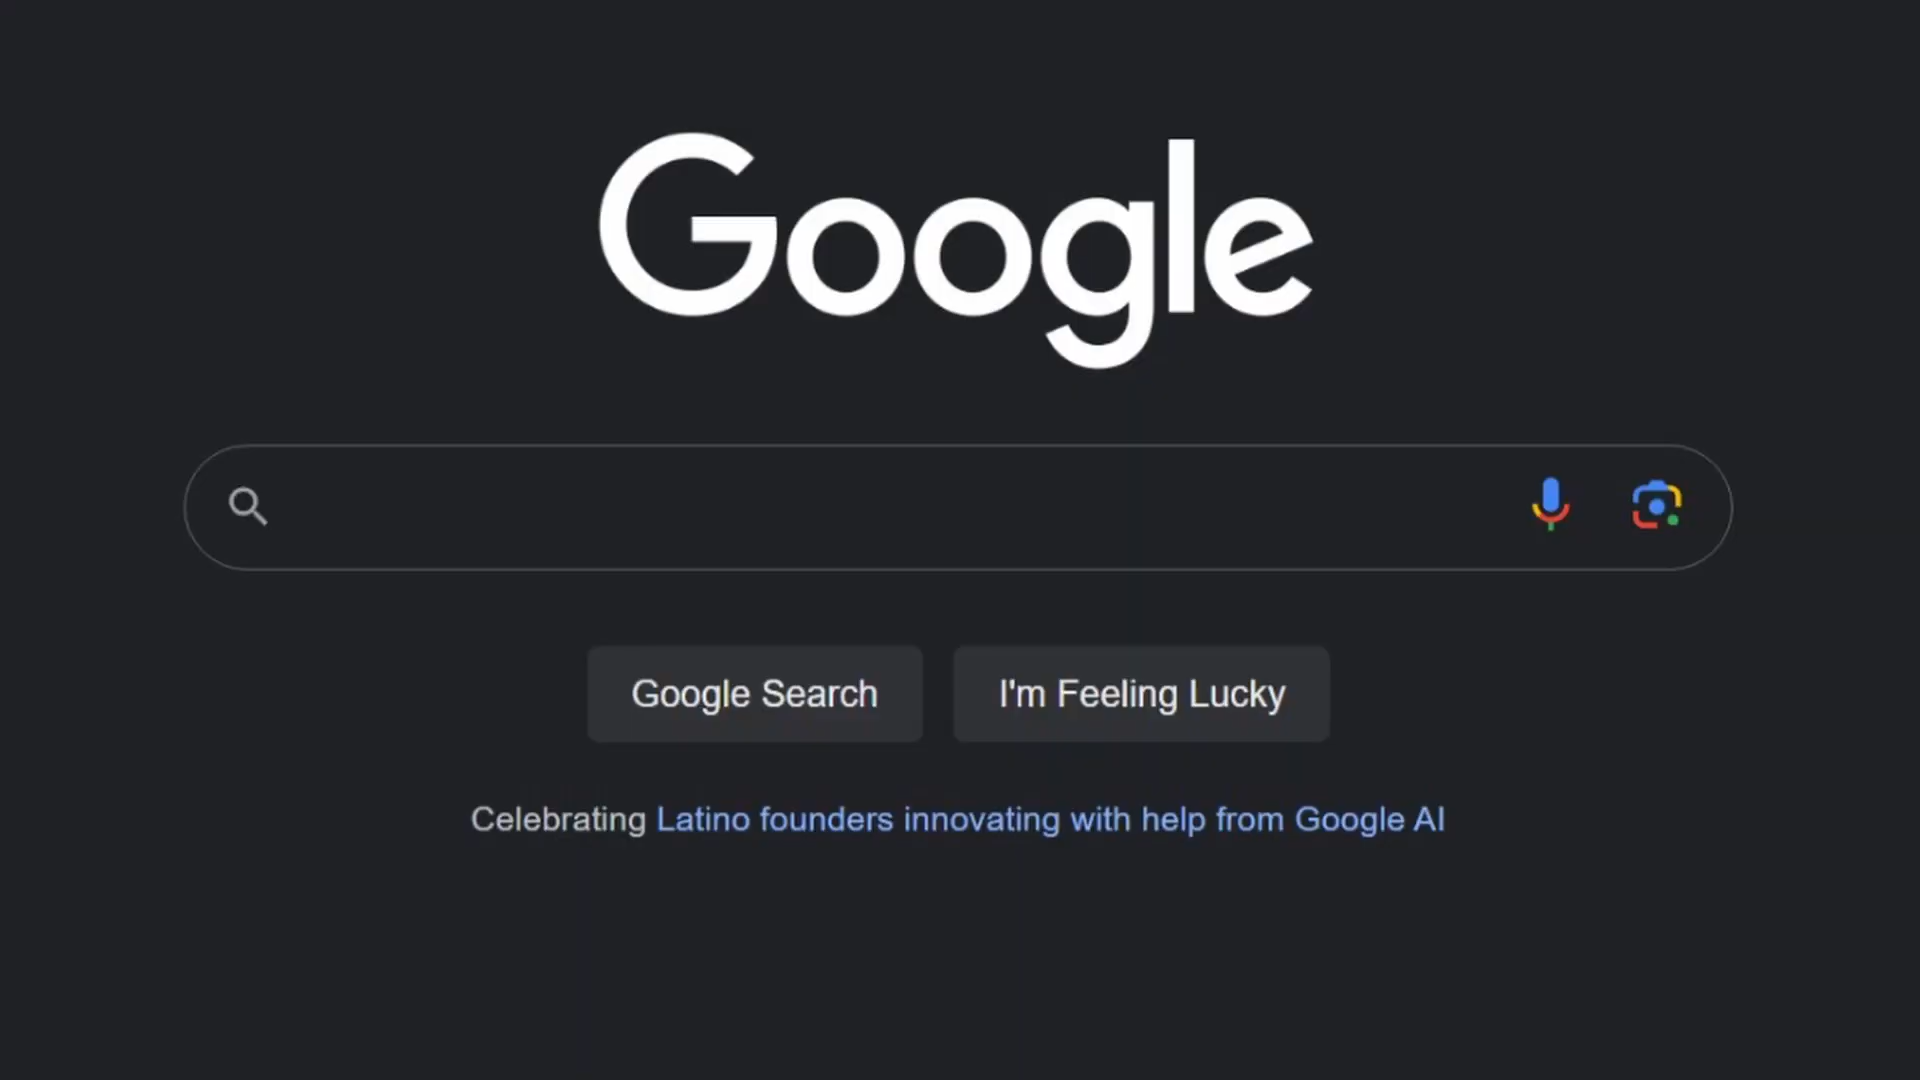 Google
Google Search
I'm Feeling Lucky
Celebrating Latino founders innovating with help from Google AI